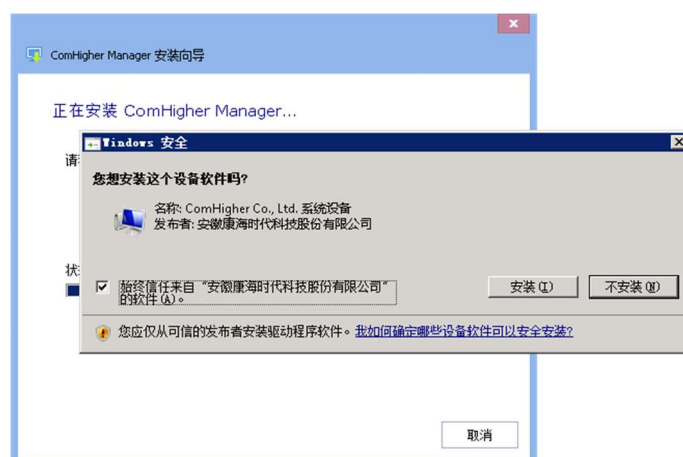 ComHigher Manager 安装向导
正在安装 ComHigher Manager...
请
Windows 安全
您想安装这个设备软件吗?
名称: ComHigher Co., Ltd. 系统设备
发布者: 安徽康海时代科技股份有限公司
状
始终信任来自“安徽康海时代科技股份有限公司”
的软件(A)。
安装(I)
不安装(N)
您应仅从可信的发布者安装驱动程序软件。我如何确定哪些设备软件可以安全安装?
取消